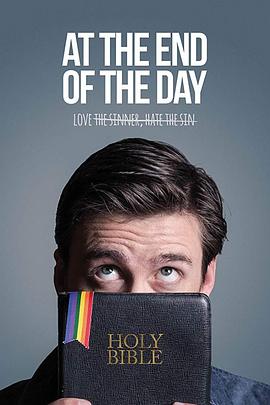 AT THE END
OF THE DAY
LOVE THE SINNER, HATE THE SIN
HOLY
BIBLE